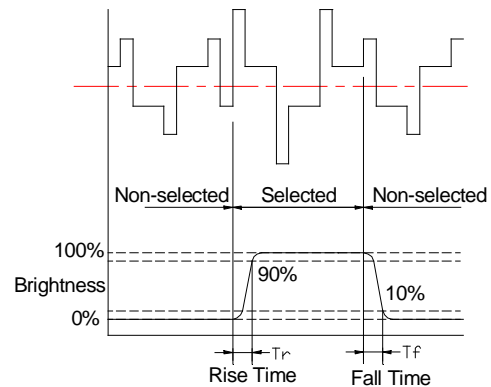 Non-selected Selected Non-selected
100%
90%
Brightness
10%
0%
Tr Tf
Rise Time Fall Time